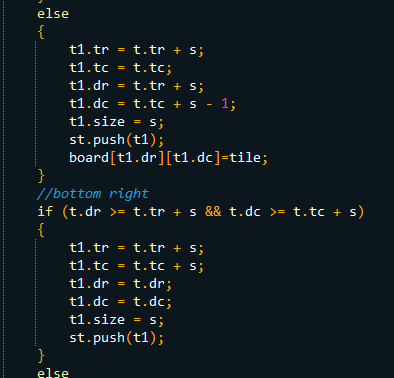 else
{
t1.tr = t.tr + s;
t1.tc = t.tc;
t1.dr = t.tr + s;
t1.dc = t.tc + s - 1;
t1.size = s;
st.push(t1);
board[t1.dr][t1.dc]=tile;
}
//bottom right
if (t.dr >= t.tr + s && t.dc >= t.tc + s)
{
t1.tr = t.tr + s;
t1.tc = t.tc + s;
t1.dr = t.dr;
t1.dc = t.dc;
t1.size = s;
st.push(t1);
}
else